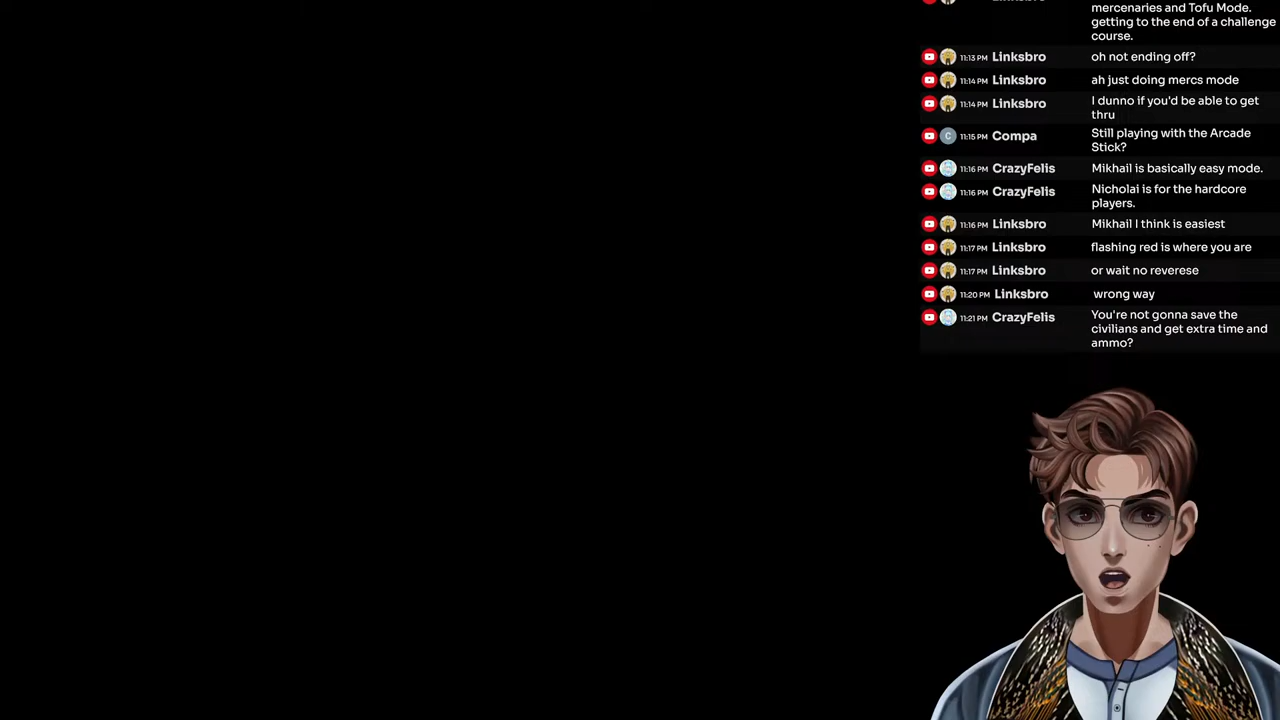 mercenaries and Tofu Mode.
getting to the end of a challenge
course.
11:13 PM Linksbro oh not ending off?
11:14 PM Linksbro ah just doing mercs mode
11:14 PM Linksbro I dunno if you'd be able to get
thru
C 11:15 PM Compa Still playing with the Arcade
Stick?
11:16 PM CrazyFelis Mikhail is basically easy mode.
11:16 PM CrazyFelis Nicholai is for the hardcore
players.
11:16 PM Linksbro Mikhail I think is easiest
11:17 PM Linksbro flashing red is where you are
11:17 PM Linksbro or wait no reverese
11:20 PM Linksbro wrong way
11:21 PM CrazyFelis You're not gonna save the
civilians and get extra time and
ammo?